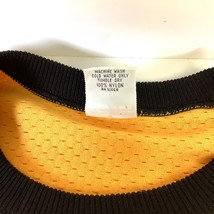 MACHINE WASH
COLD WATER ONLY
TUMBLE DRY
100% NYLON